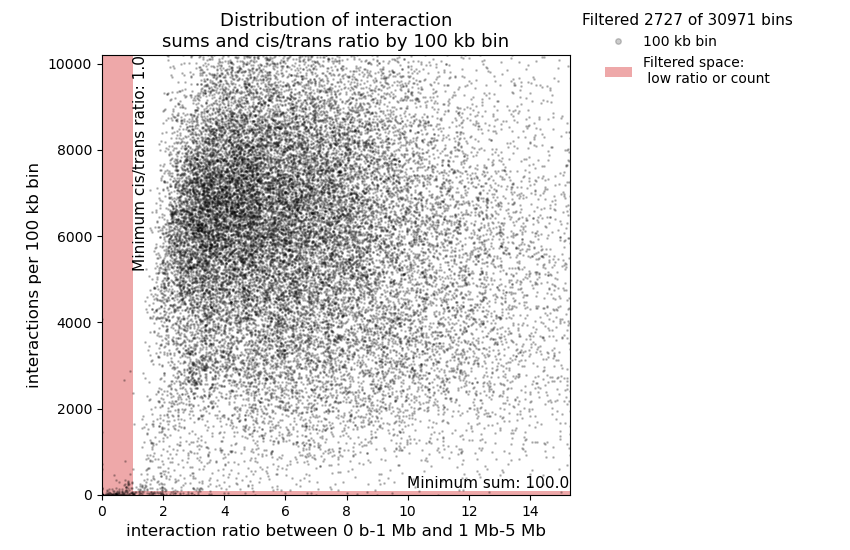 Distribution of interaction
sums and cis/trans ratio by 100 kb bin
Filtered 2727 of 30971 bins
100 kb bin
Filtered space:
low ratio or count
interactions per 100 kb bin
10000
8000
6000
4000
2000
0
Minimum cis/trans ratio: 1.0
Minimum sum: 100.0
0 2 4 6 8 10 12 14
interaction ratio between 0 b-1 Mb and 1 Mb-5 Mb